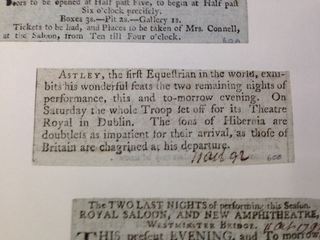 Doors to be opened at Half past Five, to begin at Half past
Six o'clock precisely.
Boxes 3s.—Pit 2s.—Gallery 1s.
Tickets to be had, and Places to be taken of Mrs. Connell,
at the Saloon, from Ten till Four o'clock.
ASTLEY, the first Equestrian in the world, exhi-
bits his wonderful feats the two remaining nights of
performance, this and to-morrow evening. On
Saturday the whole Troop set off for its Theatre
Royal in Dublin. The sons of Hibernia are
doubtless as impatient for their arrival, as those of
Britain are chagrined at his departure.
The TWO LAST NIGHTS of performing this Season.
ROYAL SALOON, AND NEW AMPHITHEATRE,
WESTMINSTER BRIDGE.
THIS present EVENING, and To-morrow